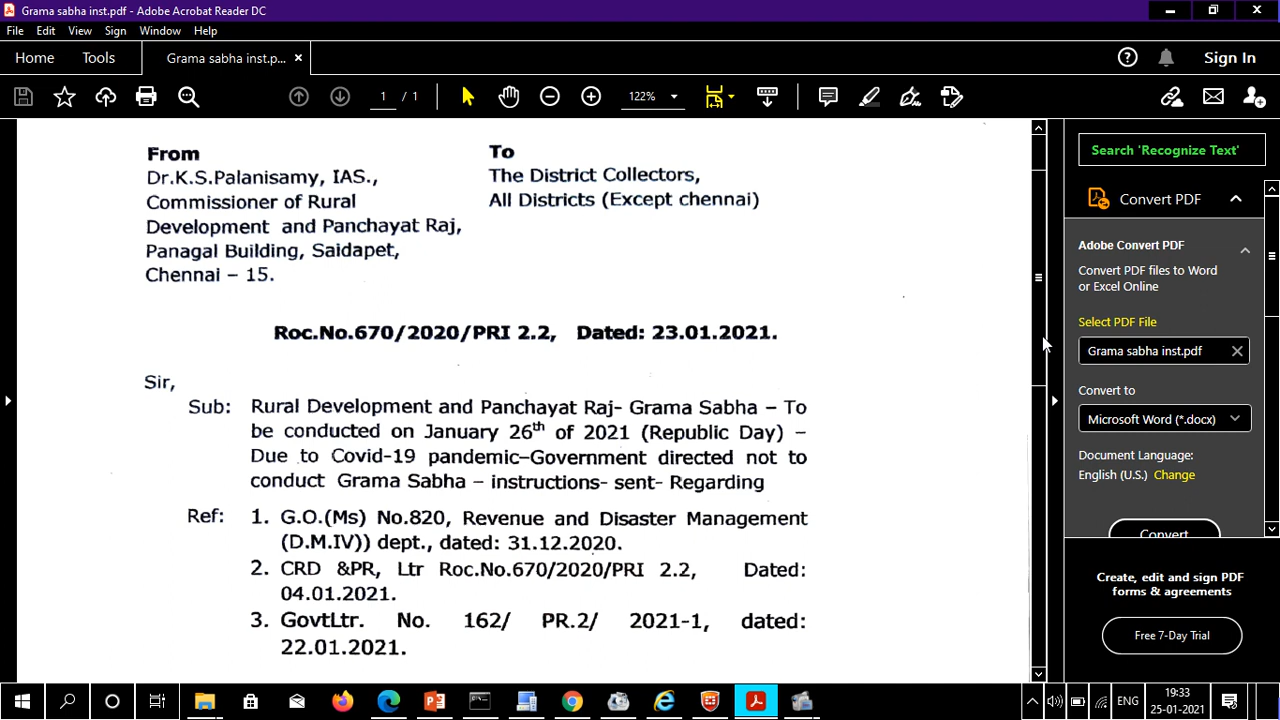 Grama sabha inst.pdf - Adobe Acrobat Reader DC
File Edit View Sign Window Help
Home Tools Grama sabha inst.p... ×
Sign In
1 / 1 122%
From
Dr.K.S.Palanisamy, IAS.,
Commissioner of Rural
Development and Panchayat Raj,
Panagal Building, Saidapet,
Chennai – 15.
To
The District Collectors,
All Districts (Except chennai)
Roc.No.670/2020/PRI 2.2, Dated: 23.01.2021.
Sir,
Sub: Rural Development and Panchayat Raj- Grama Sabha – To
be conducted on January 26th of 2021 (Republic Day) –
Due to Covid-19 pandemic–Government directed not to
conduct Grama Sabha – instructions- sent- Regarding
Ref: 1. G.O.(Ms) No.820, Revenue and Disaster Management
(D.M.IV)) dept., dated: 31.12.2020.
2. CRD &PR, Ltr Roc.No.670/2020/PRI 2.2, Dated:
04.01.2021.
3. GovtLtr. No. 162/ PR.2/ 2021-1, dated:
22.01.2021.
Search 'Recognize Text'
Convert PDF
Adobe Convert PDF
Convert PDF files to Word
or Excel Online
Select PDF File
Grama sabha inst.pdf
Convert to
Microsoft Word (*.docx)
Document Language:
English (U.S.) Change
Convert
Create, edit and sign PDF
forms & agreements
Free 7-Day Trial
ENG
19:33
25-01-2021